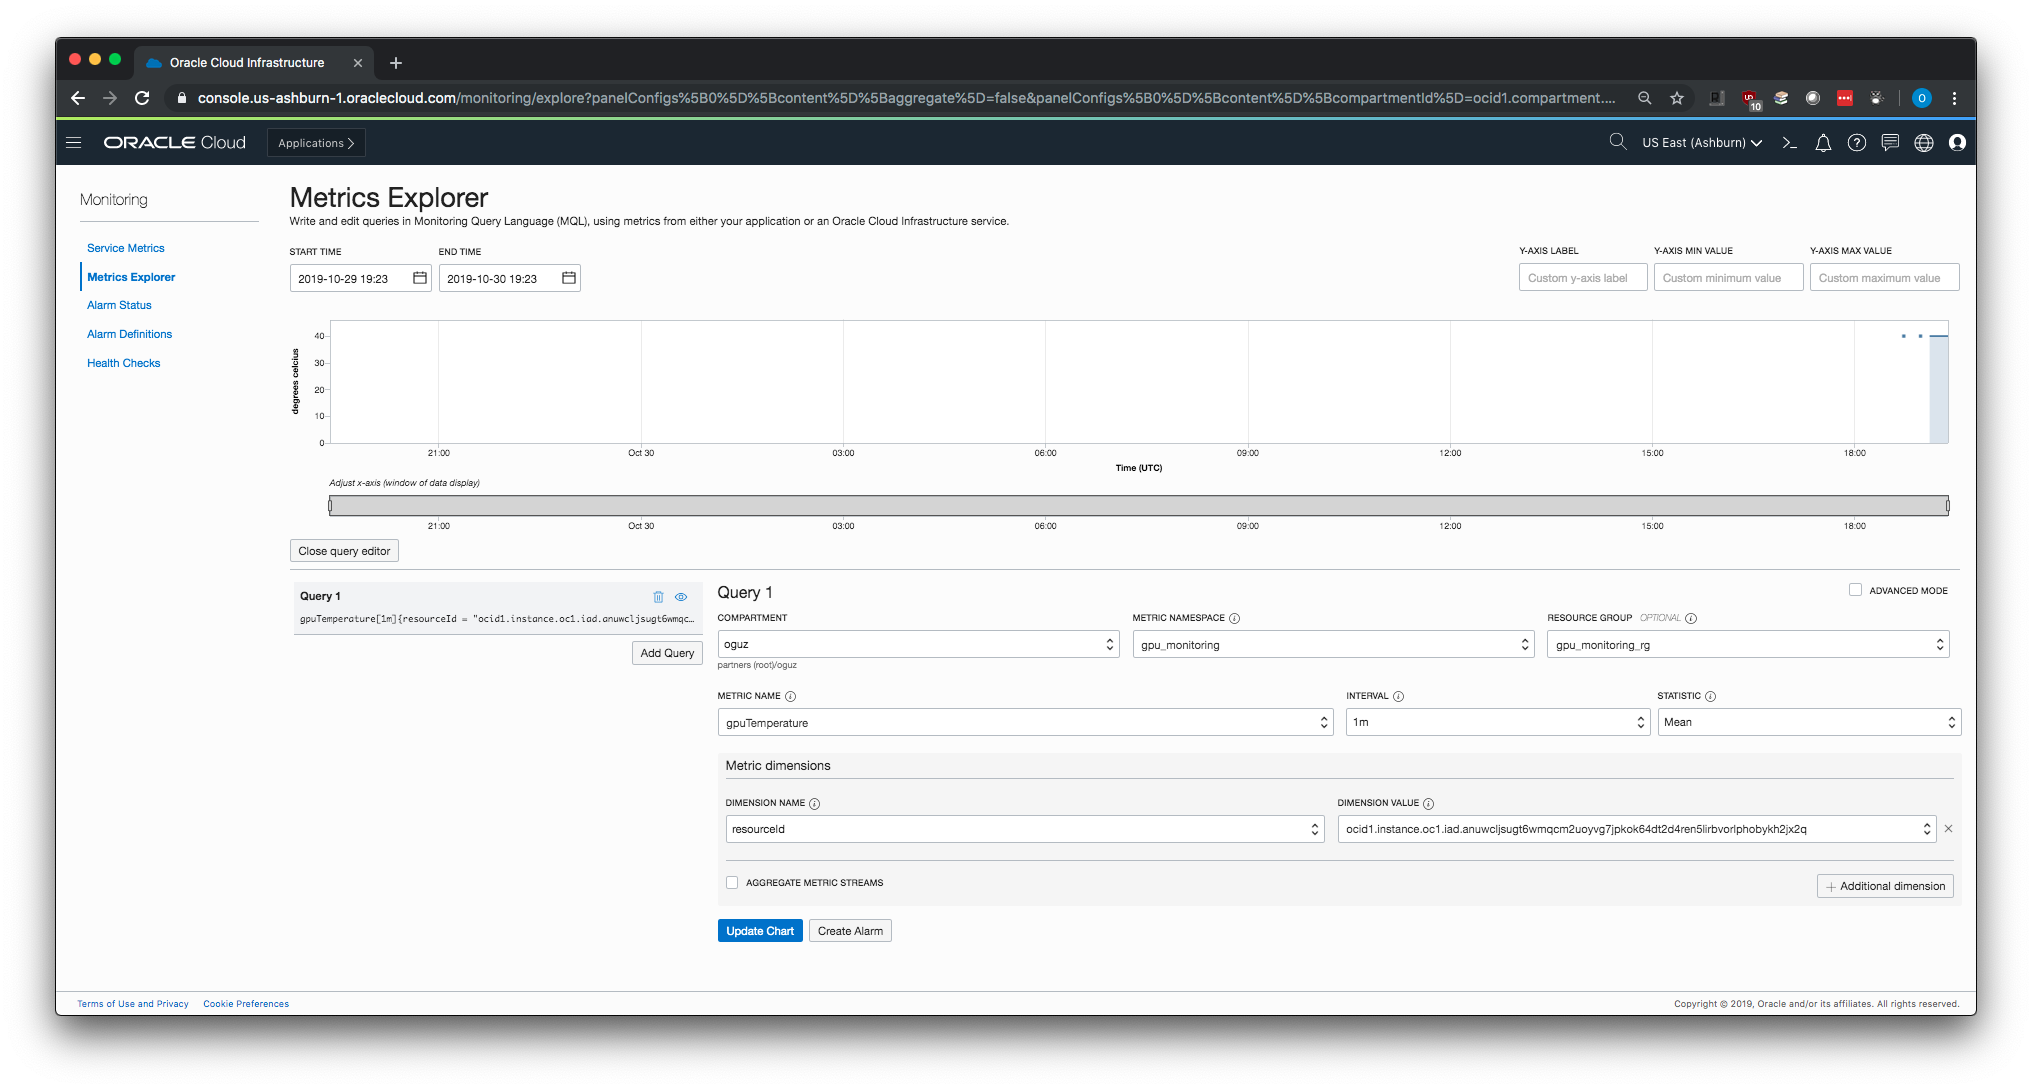 Oracle Cloud Infrastructure
console.us-ashburn-1.oraclecloud.com/monitoring/explore?panelConfigs%5B0%5D%5Bcontent%5D%5Baggregate%5D=false&panelConfigs%5B0%5D%5Bcontent%5D%5BcompartmentId%5D=ocid1.compartment....
10
O
ORACLE Cloud
Applications
US East (Ashburn)
Monitoring
Service Metrics
Metrics Explorer
Alarm Status
Alarm Definitions
Health Checks
Metrics Explorer
Write and edit queries in Monitoring Query Language (MQL), using metrics from either your application or an Oracle Cloud Infrastructure service.
START TIME
END TIME
2019-10-29 19:23
2019-10-30 19:23
Y-AXIS LABEL
Y-AXIS MIN VALUE
Y-AXIS MAX VALUE
Custom y-axis label
Custom minimum value
Custom maximum value
degrees celcius
40
30
20
10
0
21:00 Oct 30 03:00 06:00 09:00 12:00 15:00 18:00
Time (UTC)
Adjust x-axis (window of data display)
21:00 Oct 30 03:00 06:00 09:00 12:00 15:00 18:00
Close query editor
Query 1
gpuTemperature[1m]{resourceId = "ocid1.instance.oc1.iad.anuwcljsugt6wmqc...
Add Query
Query 1
ADVANCED MODE
COMPARTMENT
METRIC NAMESPACE
RESOURCE GROUP OPTIONAL
oguz
gpu_monitoring
gpu_monitoring_rg
partners (root)/oguz
METRIC NAME
INTERVAL
STATISTIC
gpuTemperature
1m
Mean
Metric dimensions
DIMENSION NAME
DIMENSION VALUE
resourceId
ocid1.instance.oc1.iad.anuwcljsugt6wmqcm2uoyvg7jpkok64dt2d4ren5lirbvorlphobykh2jx2q
AGGREGATE METRIC STREAMS
+ Additional dimension
Update Chart
Create Alarm
Terms of Use and Privacy
Cookie Preferences
Copyright © 2019, Oracle and/or its affiliates. All rights reserved.